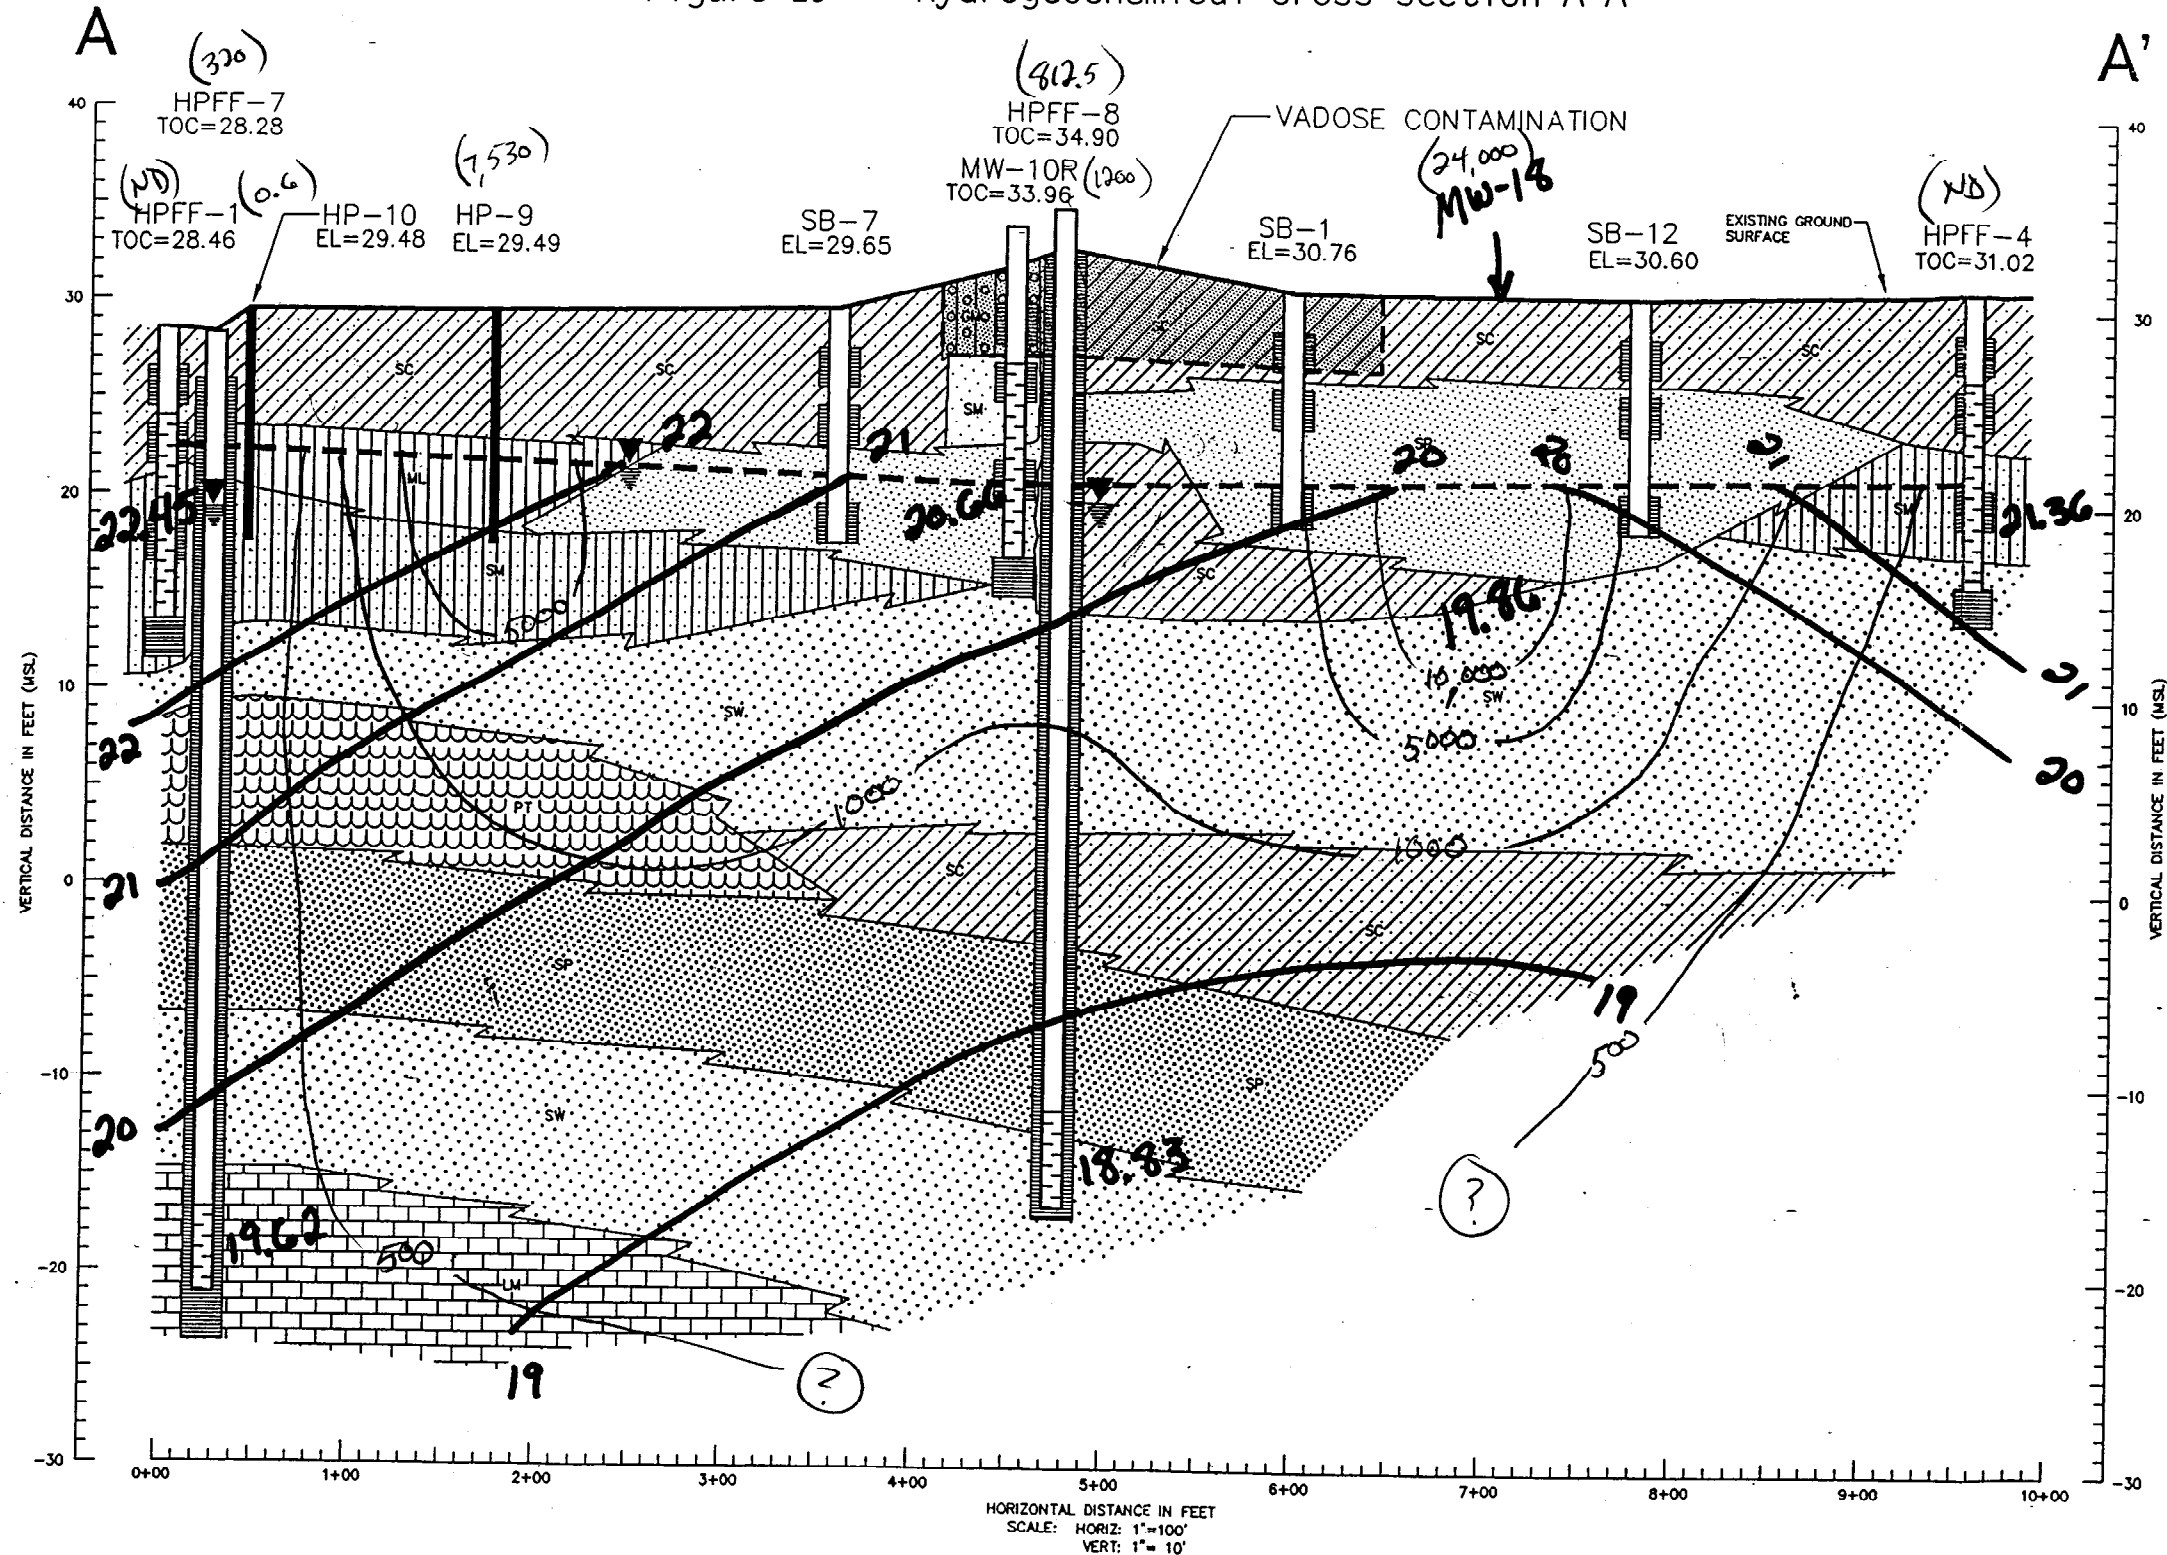 A
A'
(320)
HPFF-7
TOC=28.28
(ND)
HPFF-1
TOC=28.46
(0.6)
HP-10
EL=29.48
(7,530)
HP-9
EL=29.49
SB-7
EL=29.65
(812.5)
HPFF-8
TOC=34.90
MW-10R (1200)
TOC=33.96
VADOSE CONTAMINATION
SB-1
EL=30.76
(24,000)
MW-18
SB-12
EL=30.60
EXISTING GROUND
SURFACE
(ND)
HPFF-4
TOC=31.02
40
30
20
10
0
-10
-20
-30
VERTICAL DISTANCE IN FEET (MSL)
SC
SC
GM
SC
SC
SM
22
21
20
20
21
ML
SP
SM
22.45
20.66
21.36
SM
SC
5000
19.86
10,000
SW
SW
5000
22
21
20
PT
1000
1000
SC
21
SC
SP
19
500
SW
SP
20
18.83
?
19.62
500
LM
?
19
40
30
20
10
0
-10
-20
-30
VERTICAL DISTANCE IN FEET (MSL)
0+00 1+00 2+00 3+00 4+00 5+00 6+00 7+00 8+00 9+00 10+00
HORIZONTAL DISTANCE IN FEET
SCALE: HORIZ: 1"=100'
VERT: 1"= 10'